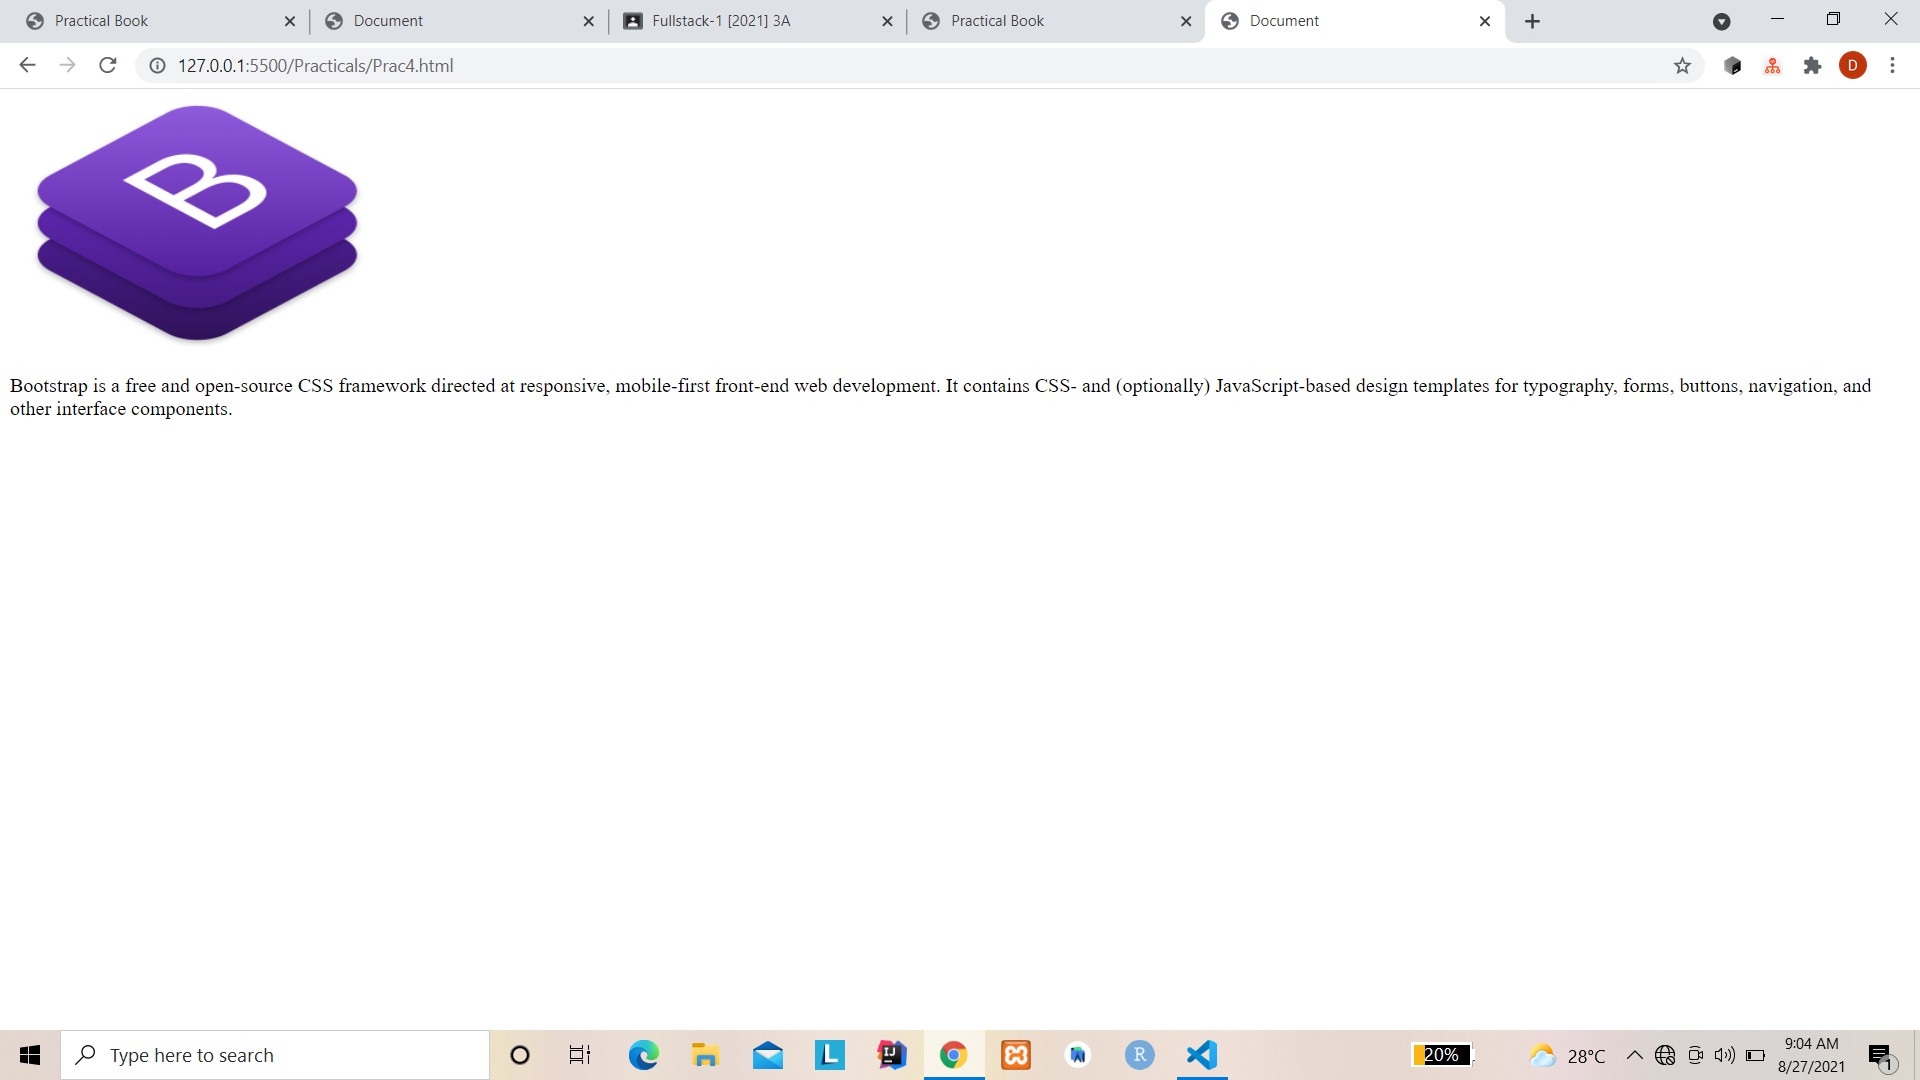 Practical Book
Document
Fullstack-1 [2021] 3A
Practical Book
Document
127.0.0.1:5500/Practicals/Prac4.html
D
B
Bootstrap is a free and open-source CSS framework directed at responsive, mobile-first front-end web development. It contains CSS- and (optionally) JavaScript-based design templates for typography, forms, buttons, navigation, and
other interface components.
Type here to search
L
IJ
R
20%
28°C
9:04 AM
8/27/2021
1